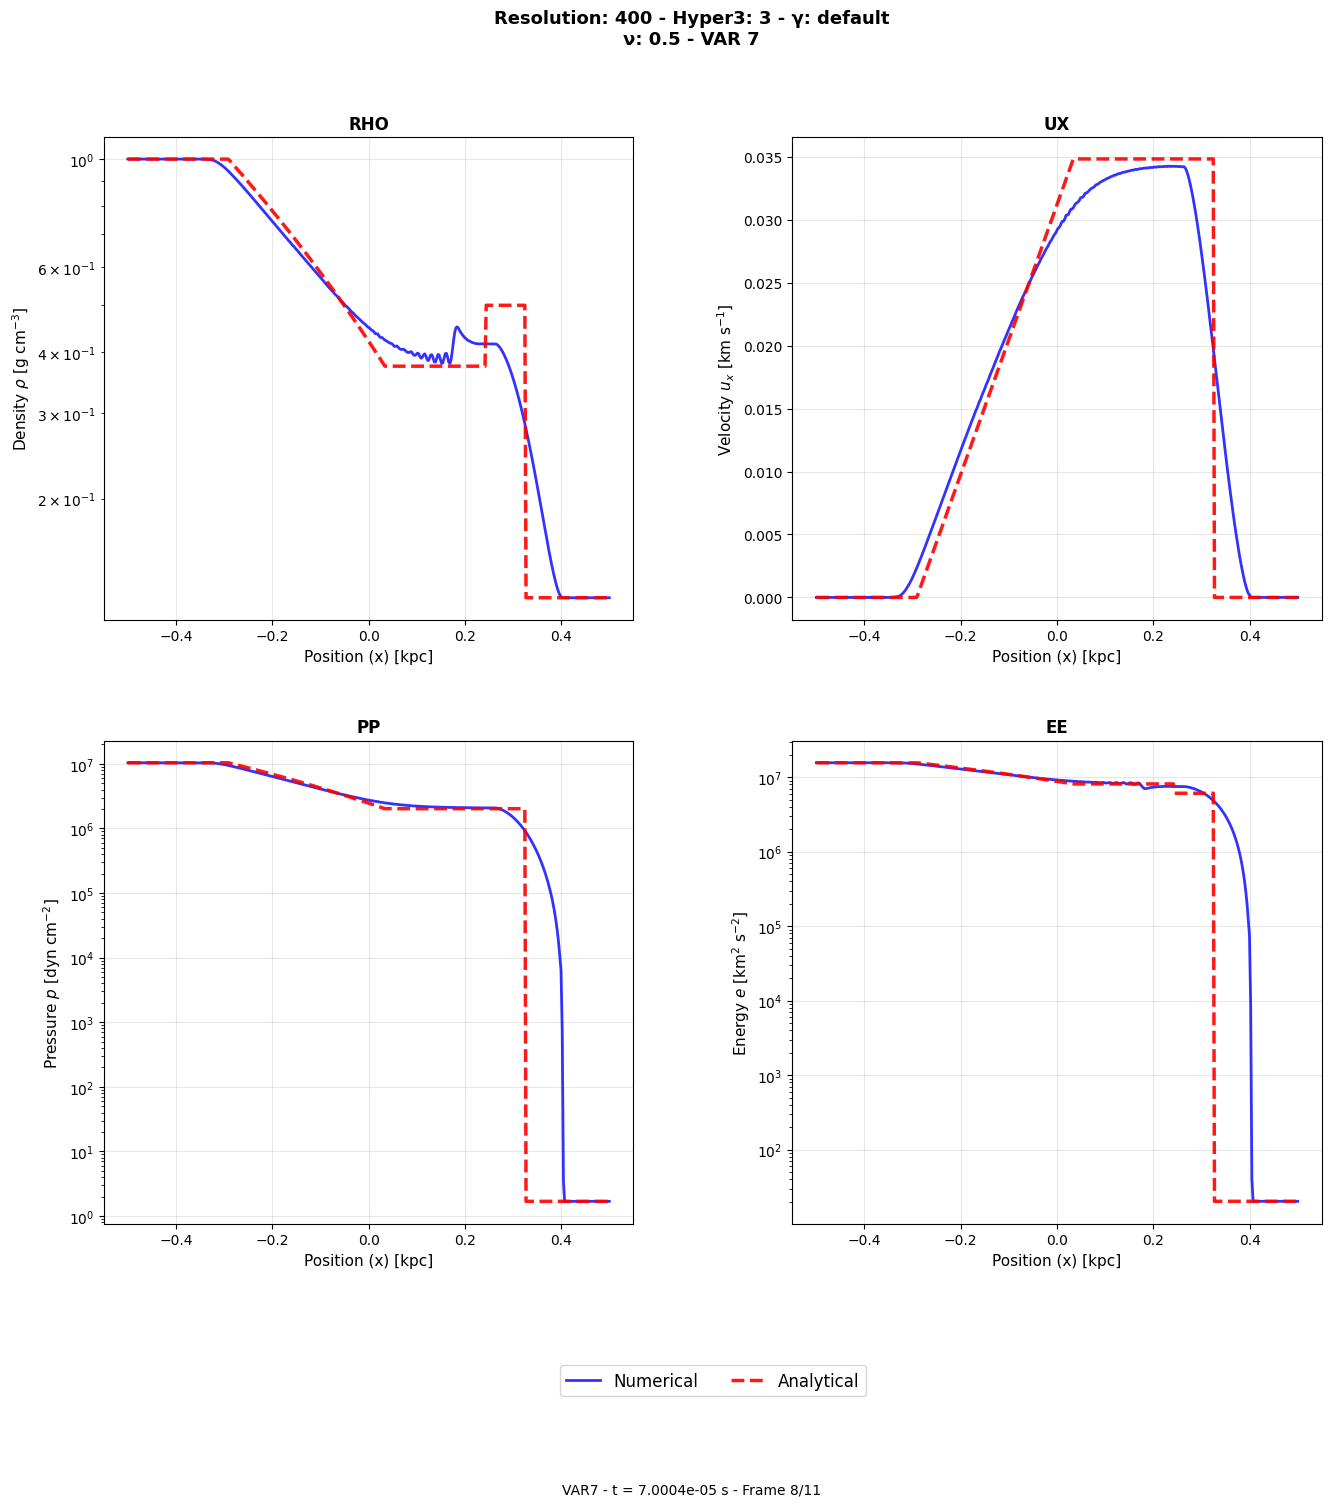 Resolution: 400 - Hyper3: 3 - γ: default
ν: 0.5 - VAR 7
RHO
Density ρ [g cm⁻³]
10⁰
6 × 10⁻¹
4 × 10⁻¹
3 × 10⁻¹
2 × 10⁻¹
−0.4 −0.2 0.0 0.2 0.4
Position (x) [kpc]
UX
Velocity uₓ [km s⁻¹]
0.035
0.030
0.025
0.020
0.015
0.010
0.005
0.000
−0.4 −0.2 0.0 0.2 0.4
Position (x) [kpc]
PP
Pressure p [dyn cm⁻²]
10⁷
10⁶
10⁵
10⁴
10³
10²
10¹
10⁰
−0.4 −0.2 0.0 0.2 0.4
Position (x) [kpc]
EE
Energy e [km² s⁻²]
10⁷
10⁶
10⁵
10⁴
10³
10²
−0.4 −0.2 0.0 0.2 0.4
Position (x) [kpc]
Numerical Analytical
VAR7 - t = 7.0004e-05 s - Frame 8/11